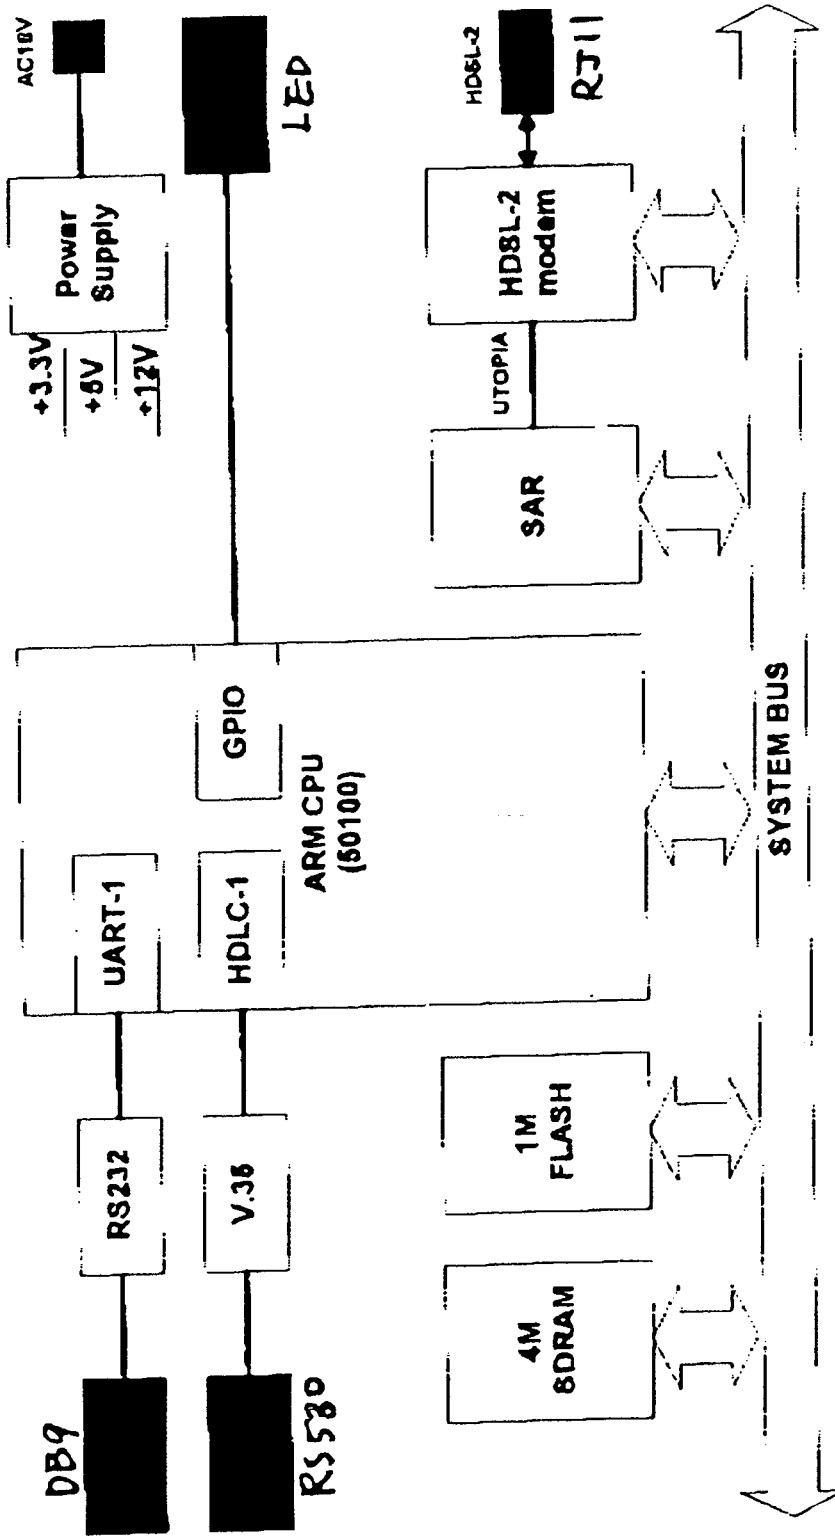 DB9
RS232
UART-1
+3.3V
+5V
+12V
Power
Supply
AC18V
RS530
V.35
HDLC-1
GPIO
LED
ARM CPU
(50100)
4M
SDRAM
1M
FLASH
SAR
UTOPIA
HDSL-2
modem
HDSL-2
RJ11
SYSTEM BUS